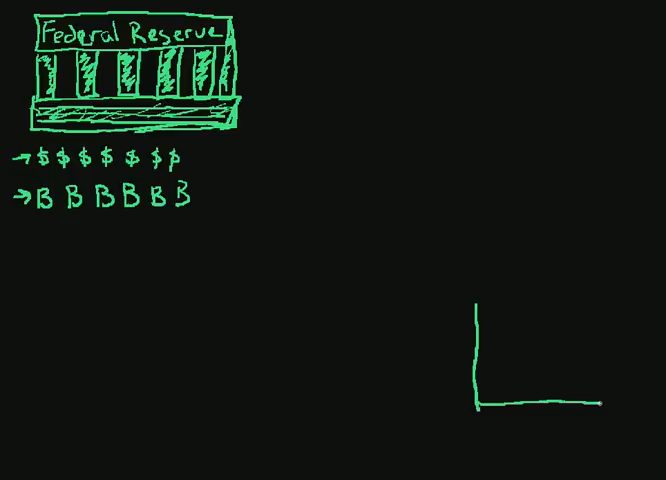 Federal Reserve
→ $ $ $ $ $ $ $
→ B B B B B B